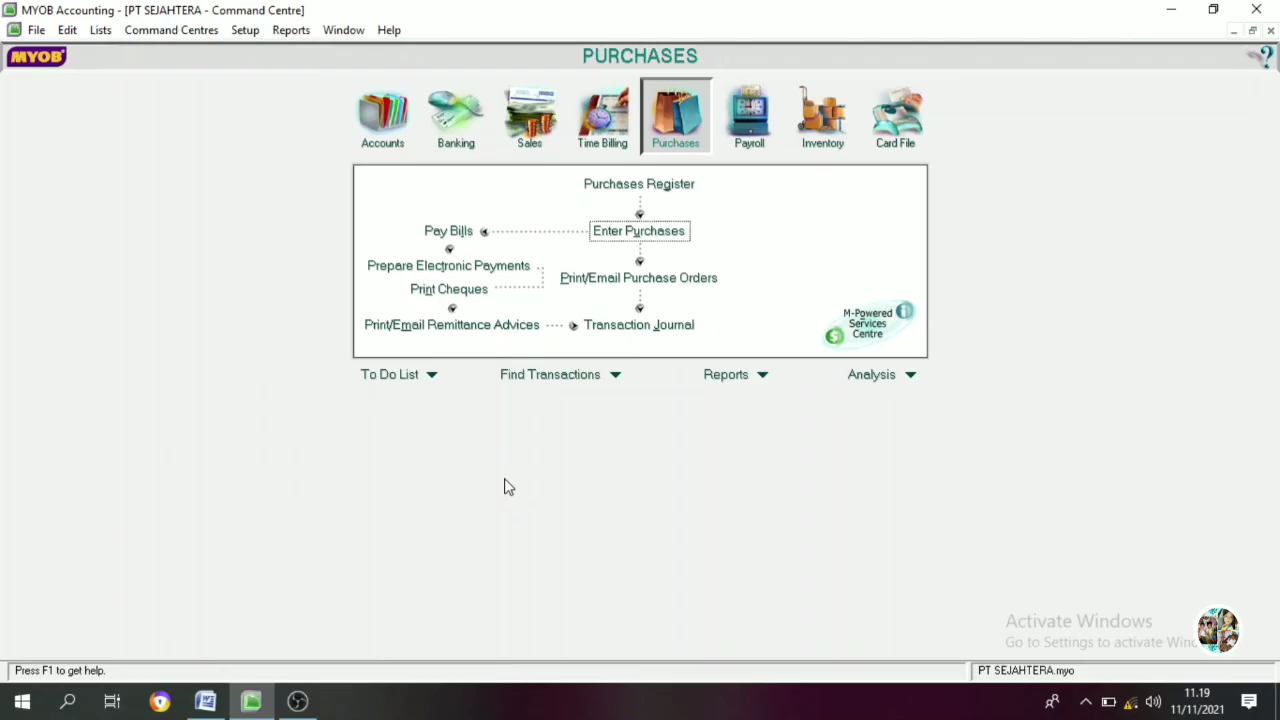 MYOB Accounting - [PT SEJAHTERA - Command Centre]
File Edit Lists Command Centres Setup Reports Window Help
MYOB PURCHASES ?
Accounts Banking Sales Time Billing Purchases Payroll Inventory Card File
Purchases Register
Pay Bills Enter Purchases
Prepare Electronic Payments
Print/Email Purchase Orders
Print Cheques
M-Powered
Services
Centre
Print/Email Remittance Advices Transaction Journal
To Do List Find Transactions Reports Analysis
Activate Windows
Go to Settings to activate Win
Press F1 to get help. PT SEJAHTERA.myo
11.19
11/11/2021